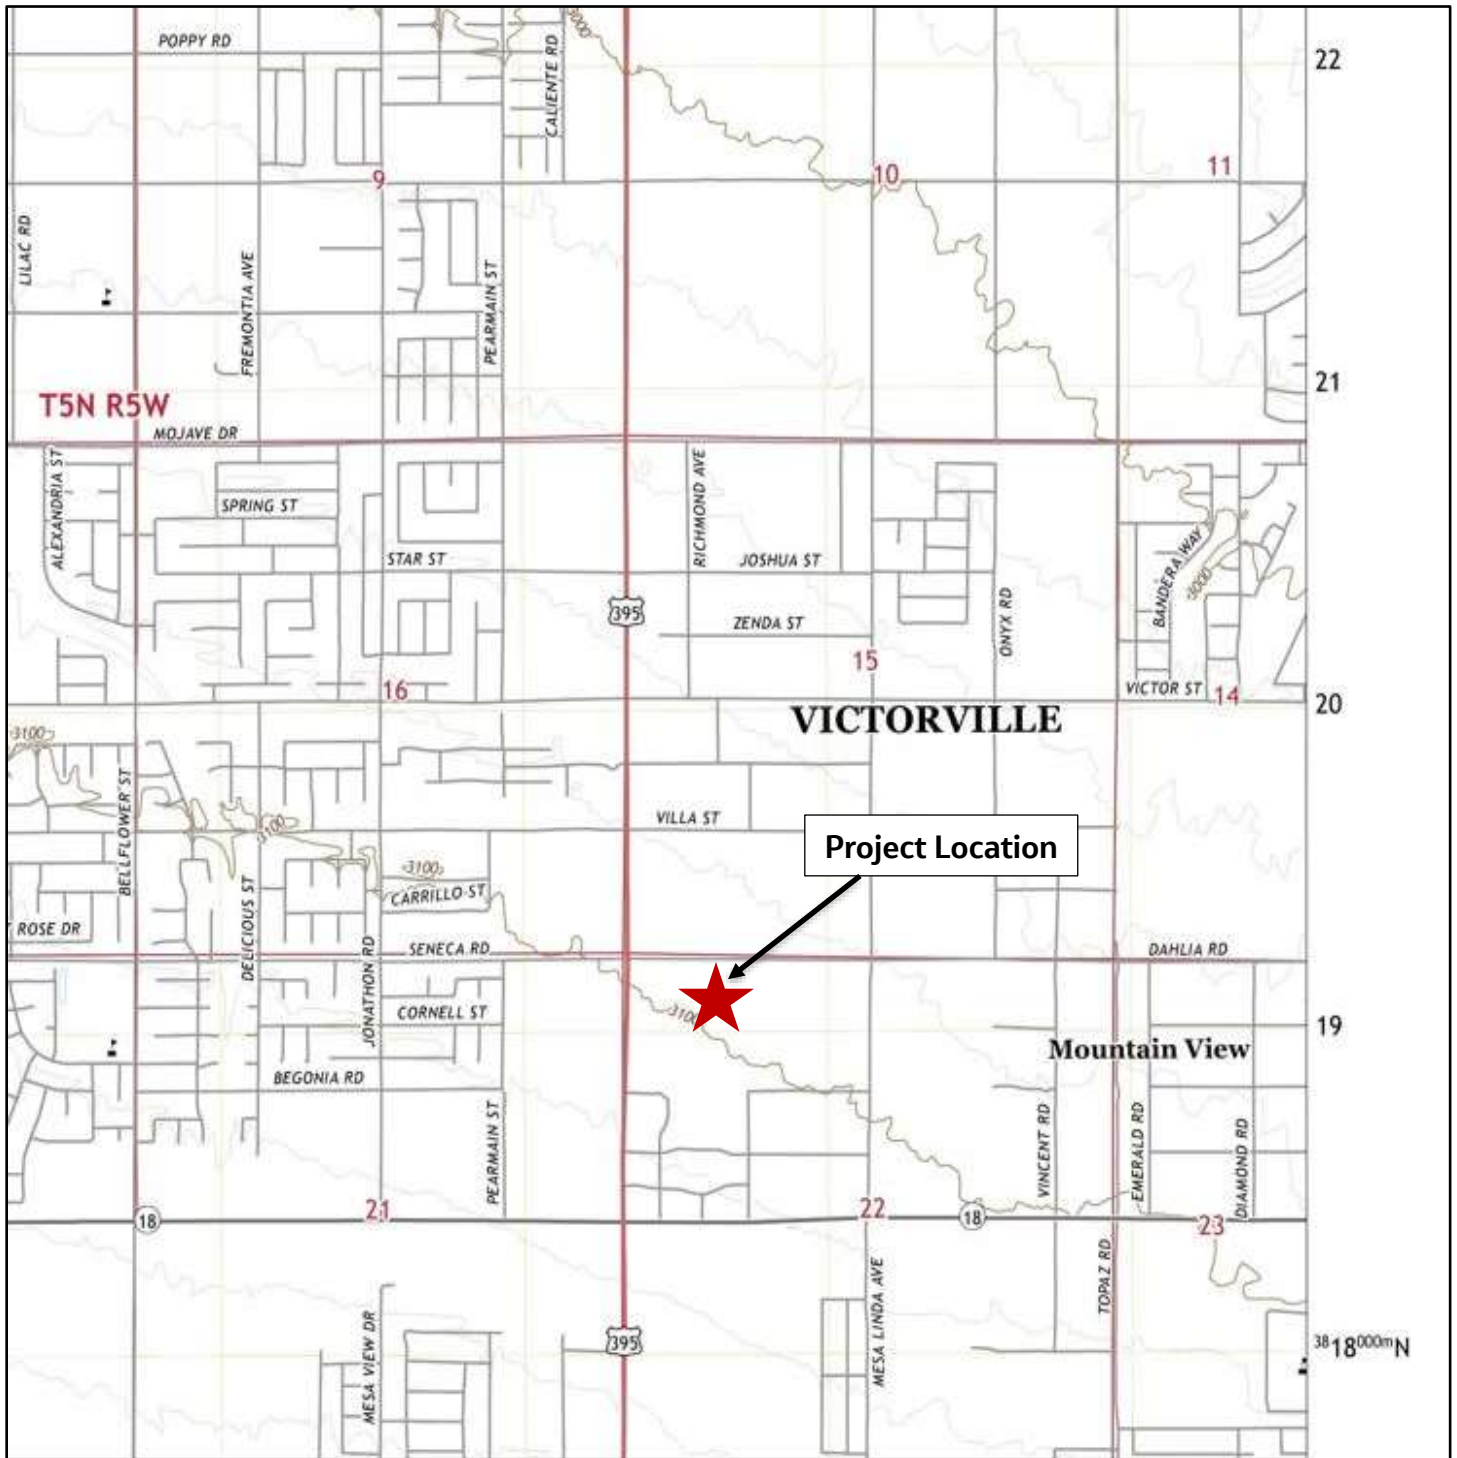 POPPY RD
3000
CALIENTE RD
22
9
10
11
LILAC RD
FREMONTIA AVE
PEARMAIN ST
21
T5N R5W
MOJAVE DR
ALEXANDRIA ST
SPRING ST
STAR ST
RICHMOND AVE
JOSHUA ST
395
ZENDA ST
ONYX RD
BANDERA WAY
3000
15
16
VICTOR ST
14
20
VICTORVILLE
3100
BELLFLOWER ST
3100
VILLA ST
Project Location
3100
CARRILLO ST
ROSE DR
DELICIOUS ST
JONATHON RD
SENECA RD
DAHLIA RD
CORNELL ST
3100
19
Mountain View
BEGONIA RD
PEARMAIN ST
VINCENT RD
EMERALD RD
DIAMOND RD
18
21
22
18
23
TOPAZ RD
MESA VIEW DR
395
MESA LINDA AVE
3818000mN